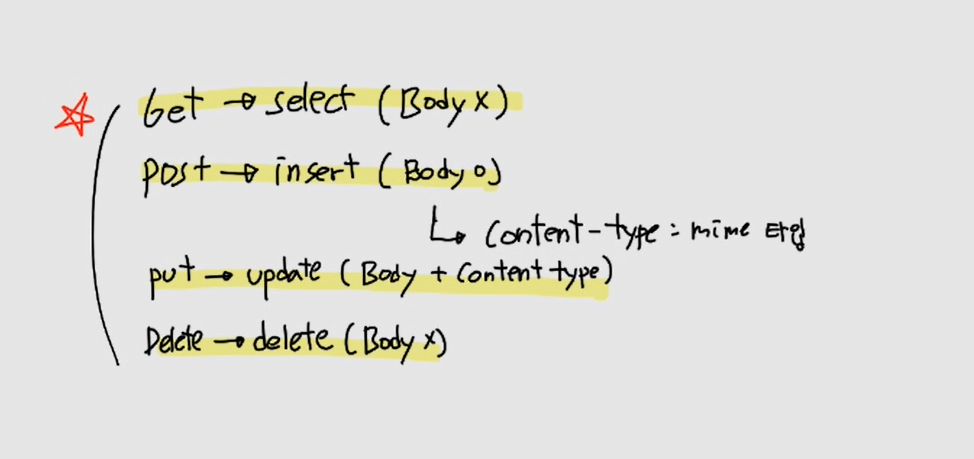 Get → select (Body X)
post → insert (Body O)
↳ Content-type : mime 타입
put → update (Body + Content type)
Delete → delete (Body X)